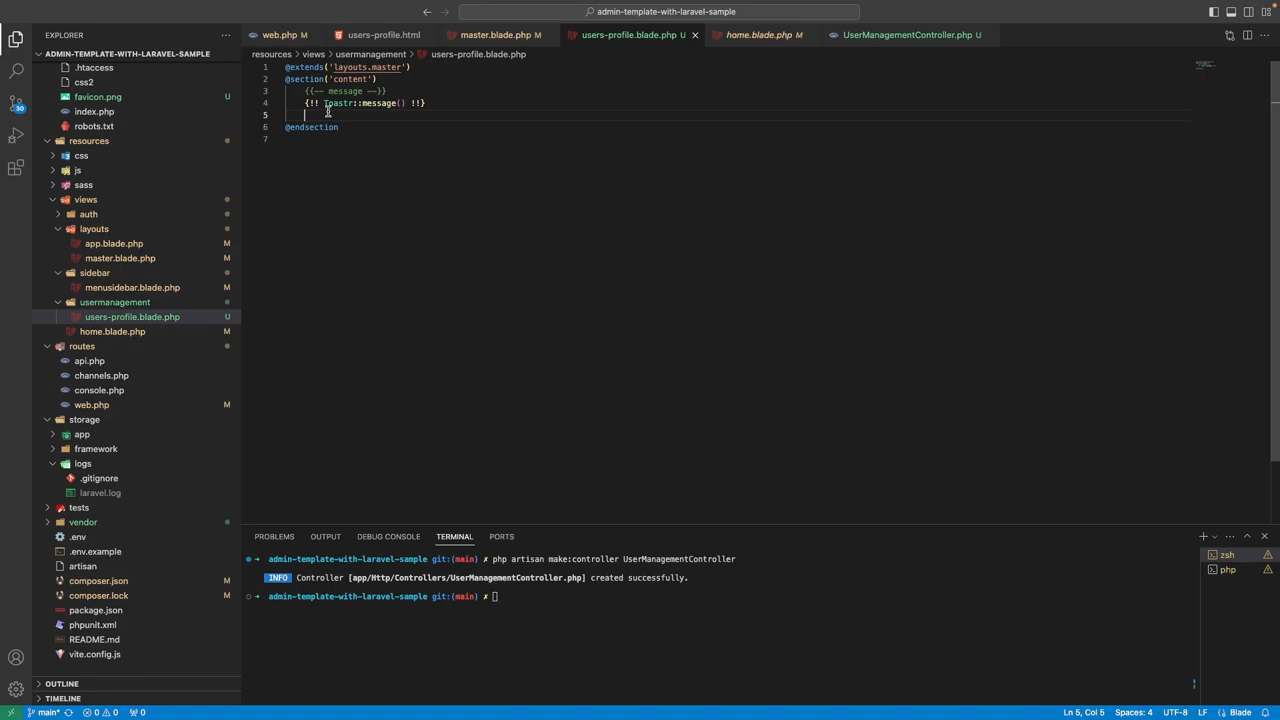 admin-template-with-laravel-sample
EXPLORER
web.php M
users-profile.html
master.blade.php M
users-profile.blade.php U
home.blade.php M
UserManagementController.php U
ADMIN-TEMPLATE-WITH-LARAVEL-SAMPLE
resources > views > usermanagement > users-profile.blade.php
.htaccess
css2
favicon.png U
index.php
robots.txt
resources
css
js
sass
views
auth
layouts
app.blade.php M
master.blade.php M
sidebar
menusidebar.blade.php M
usermanagement
users-profile.blade.php U
home.blade.php M
routes
api.php
channels.php
console.php
web.php M
storage
app
framework
logs
.gitignore
laravel.log
tests
vendor
.env
.env.example
artisan
composer.json M
composer.lock M
package.json
phpunit.xml
README.md
vite.config.js
OUTLINE
TIMELINE
30
1 @extends('layouts.master')
2 @section('content')
3 {{-- message --}}
4 {!! Toastr::message() !!}
5
6 @endsection
7
PROBLEMS OUTPUT DEBUG CONSOLE TERMINAL PORTS
admin-template-with-laravel-sample git:(main) ✗ php artisan make:controller UserManagementController
INFO Controller [app/Http/Controllers/UserManagementController.php] created successfully.
admin-template-with-laravel-sample git:(main) ✗
zsh
php
main* 0 0 0 Ln 5, Col 5 Spaces: 4 UTF-8 LF Blade